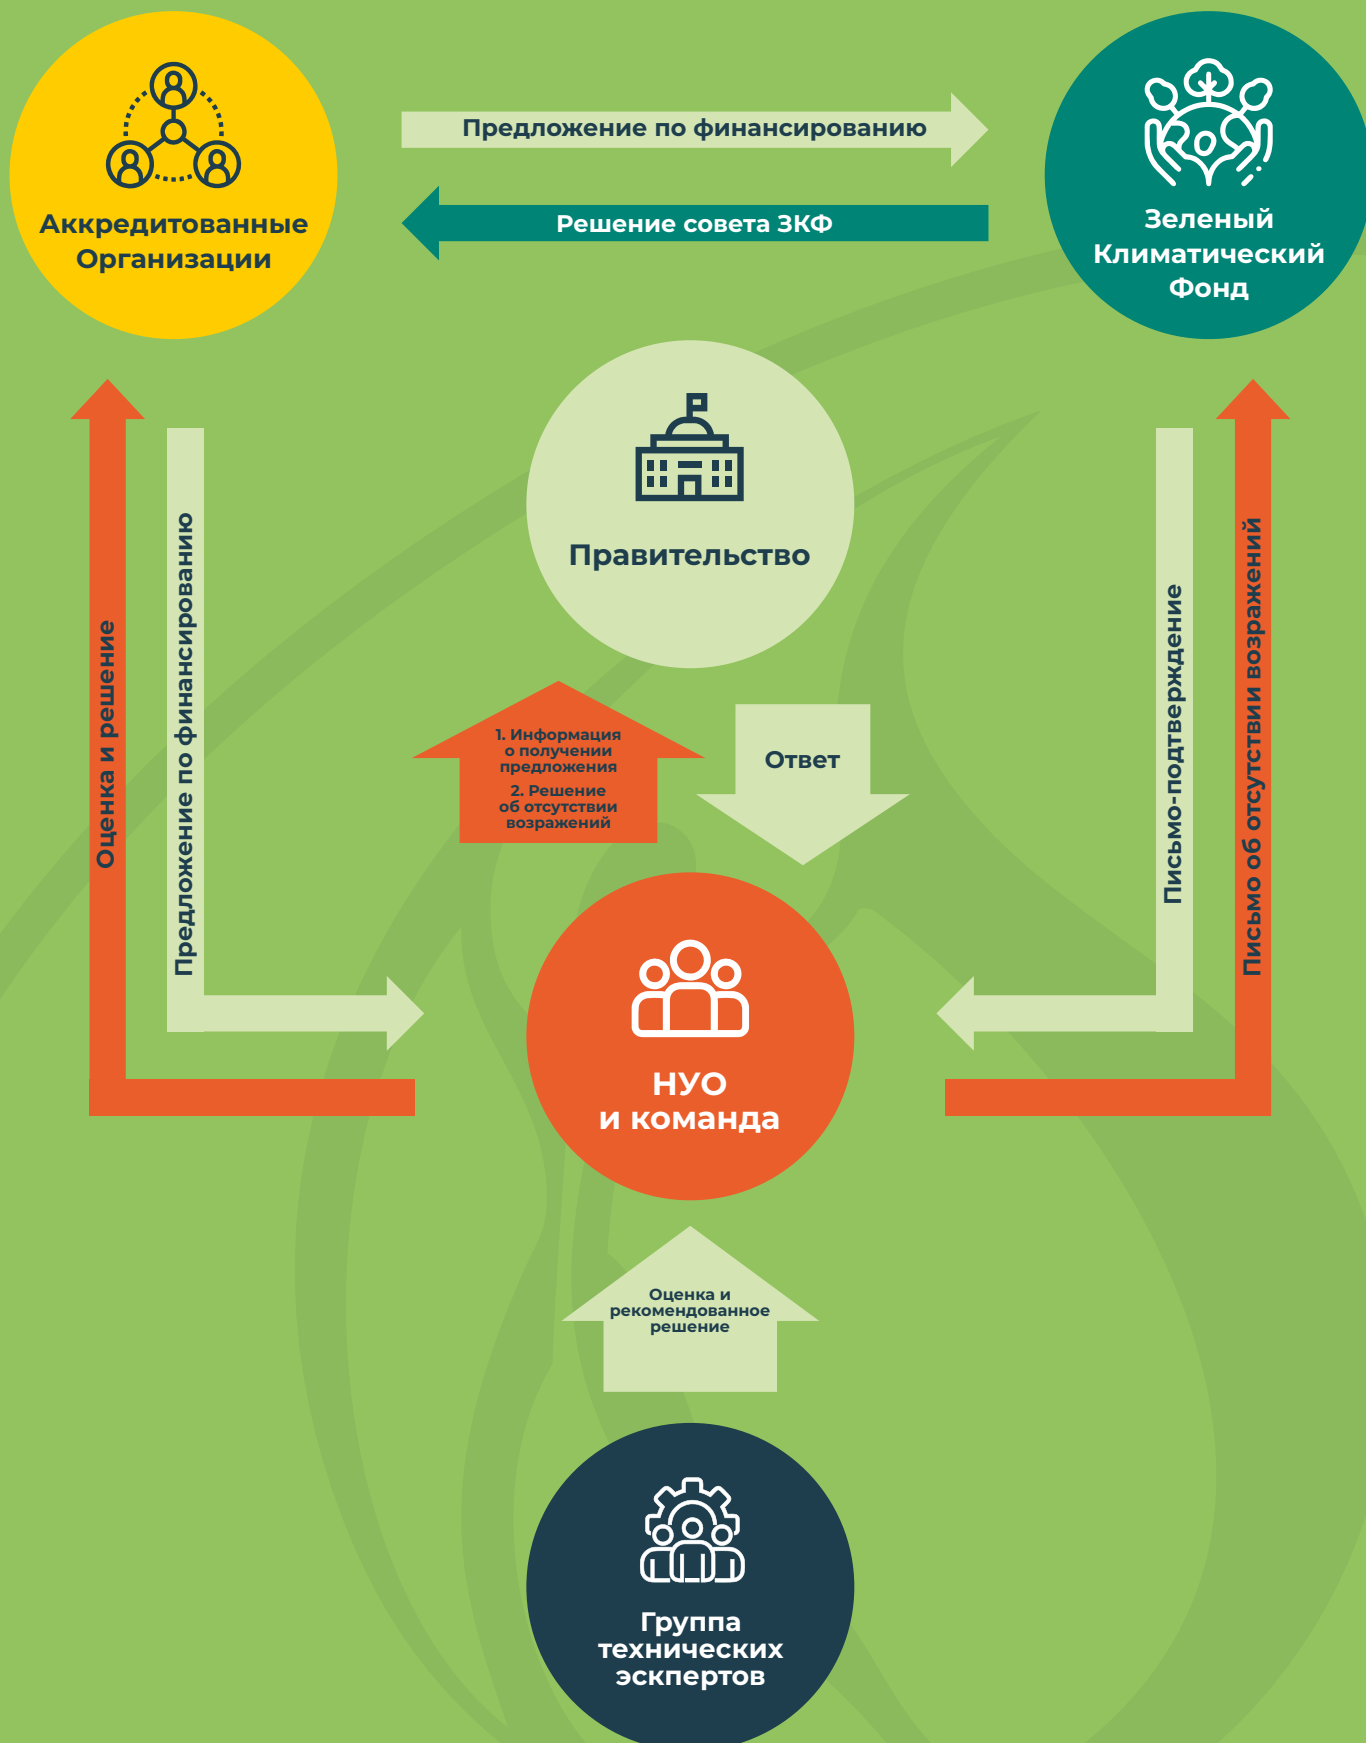 Аккредитованные
Организации
Предложение по финансированию
Решение совета ЗКФ
Зеленый
Климатический
Фонд
Правительство
Оценка и решение
Предложение по финансированию
1. Информация
о получении
предложения
2. Решение
об отсутствии
возражений
Ответ
Письмо-подтверждение
Письмо об отсутствии возражений
НУО
и команда
Оценка и
рекомендованное
решение
Группа
технических
эскпертов